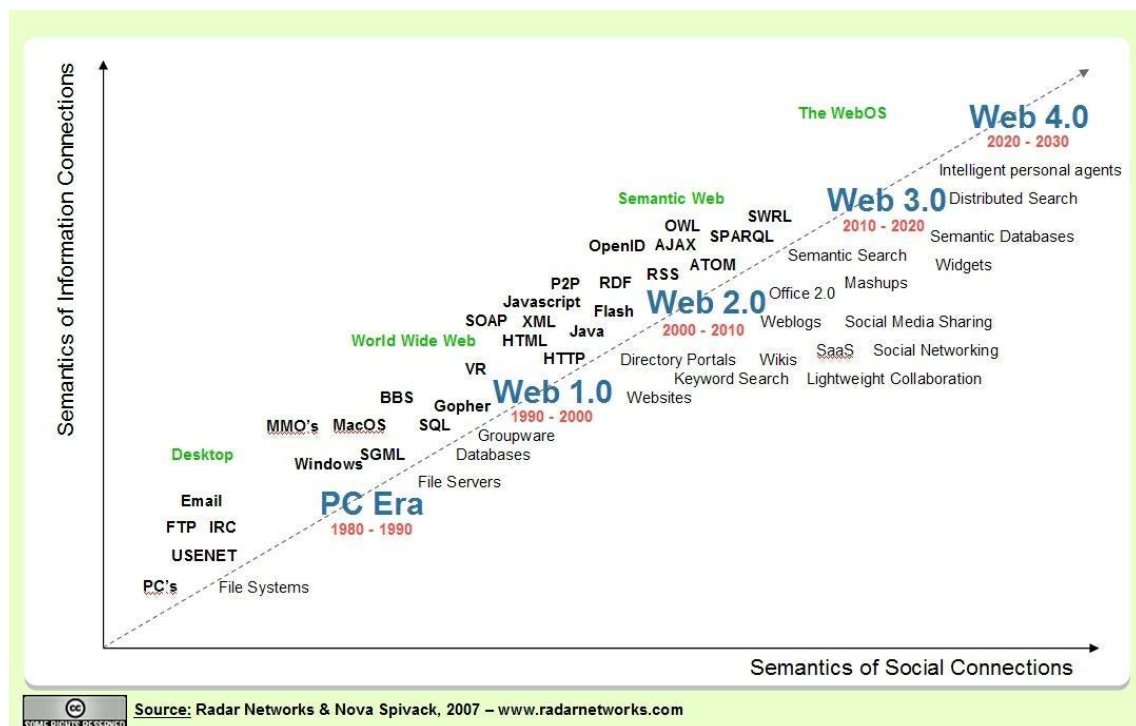 Semantics of Information Connections
The WebOS
Web 4.0
2020 - 2030
Intelligent personal agents
Semantic Web
Web 3.0
Distributed Search
2010 - 2020
SWRL
OWL
SPARQL
Semantic Databases
OpenID
AJAX
Semantic Search
ATOM
Widgets
RSS
P2P
RDF
Mashups
Office 2.0
Javascript
Web 2.0
2000 - 2010
Flash
SOAP
XML
Weblogs
Social Media Sharing
Java
World Wide Web
HTML
SaaS
Social Networking
HTTP
Directory Portals
Wikis
VR
Keyword Search
Lightweight Collaboration
Web 1.0
1990 - 2000
Websites
BBS
Gopher
MMO's
MacOS
SQL
Groupware
Desktop
SGML
Databases
Windows
File Servers
Email
PC Era
1980 - 1990
FTP
IRC
USENET
PC's
File Systems
Semantics of Social Connections
cc
SOME RIGHTS RESERVED
Source: Radar Networks & Nova Spivack, 2007 – www.radarnetworks.com